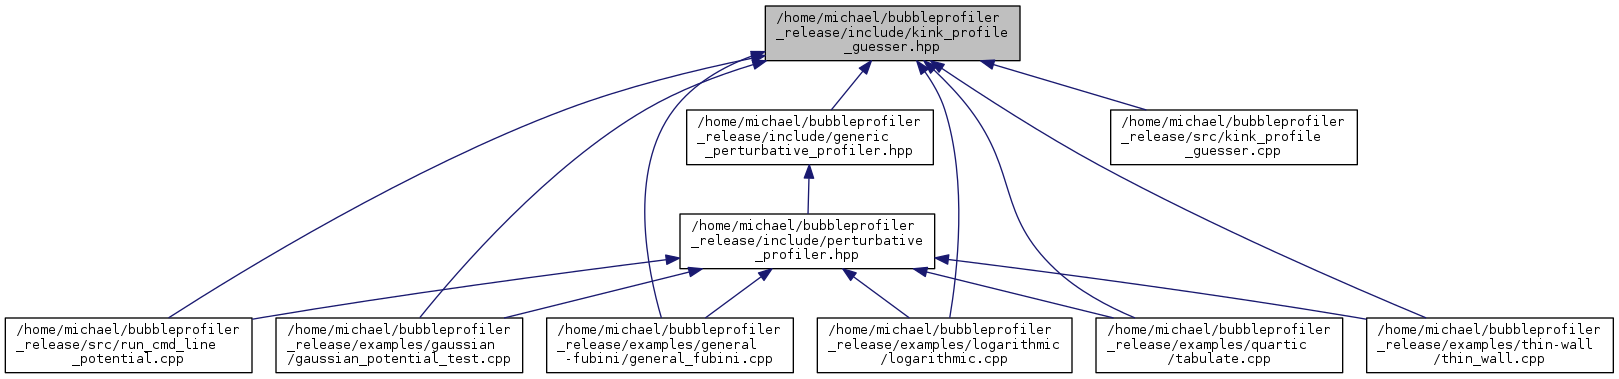 /home/michael/bubbleprofiler
_release/include/kink_profile
_guesser.hpp
/home/michael/bubbleprofiler
_release/include/generic
_perturbative_profiler.hpp
/home/michael/bubbleprofiler
_release/src/kink_profile
_guesser.cpp
/home/michael/bubbleprofiler
_release/include/perturbative
_profiler.hpp
/home/michael/bubbleprofiler
_release/src/run_cmd_line
_potential.cpp
/home/michael/bubbleprofiler
_release/examples/gaussian
/gaussian_potential_test.cpp
/home/michael/bubbleprofiler
_release/examples/general
-fubini/general_fubini.cpp
/home/michael/bubbleprofiler
_release/examples/logarithmic
/logarithmic.cpp
/home/michael/bubbleprofiler
_release/examples/quartic
/tabulate.cpp
/home/michael/bubbleprofiler
_release/examples/thin-wall
/thin_wall.cpp